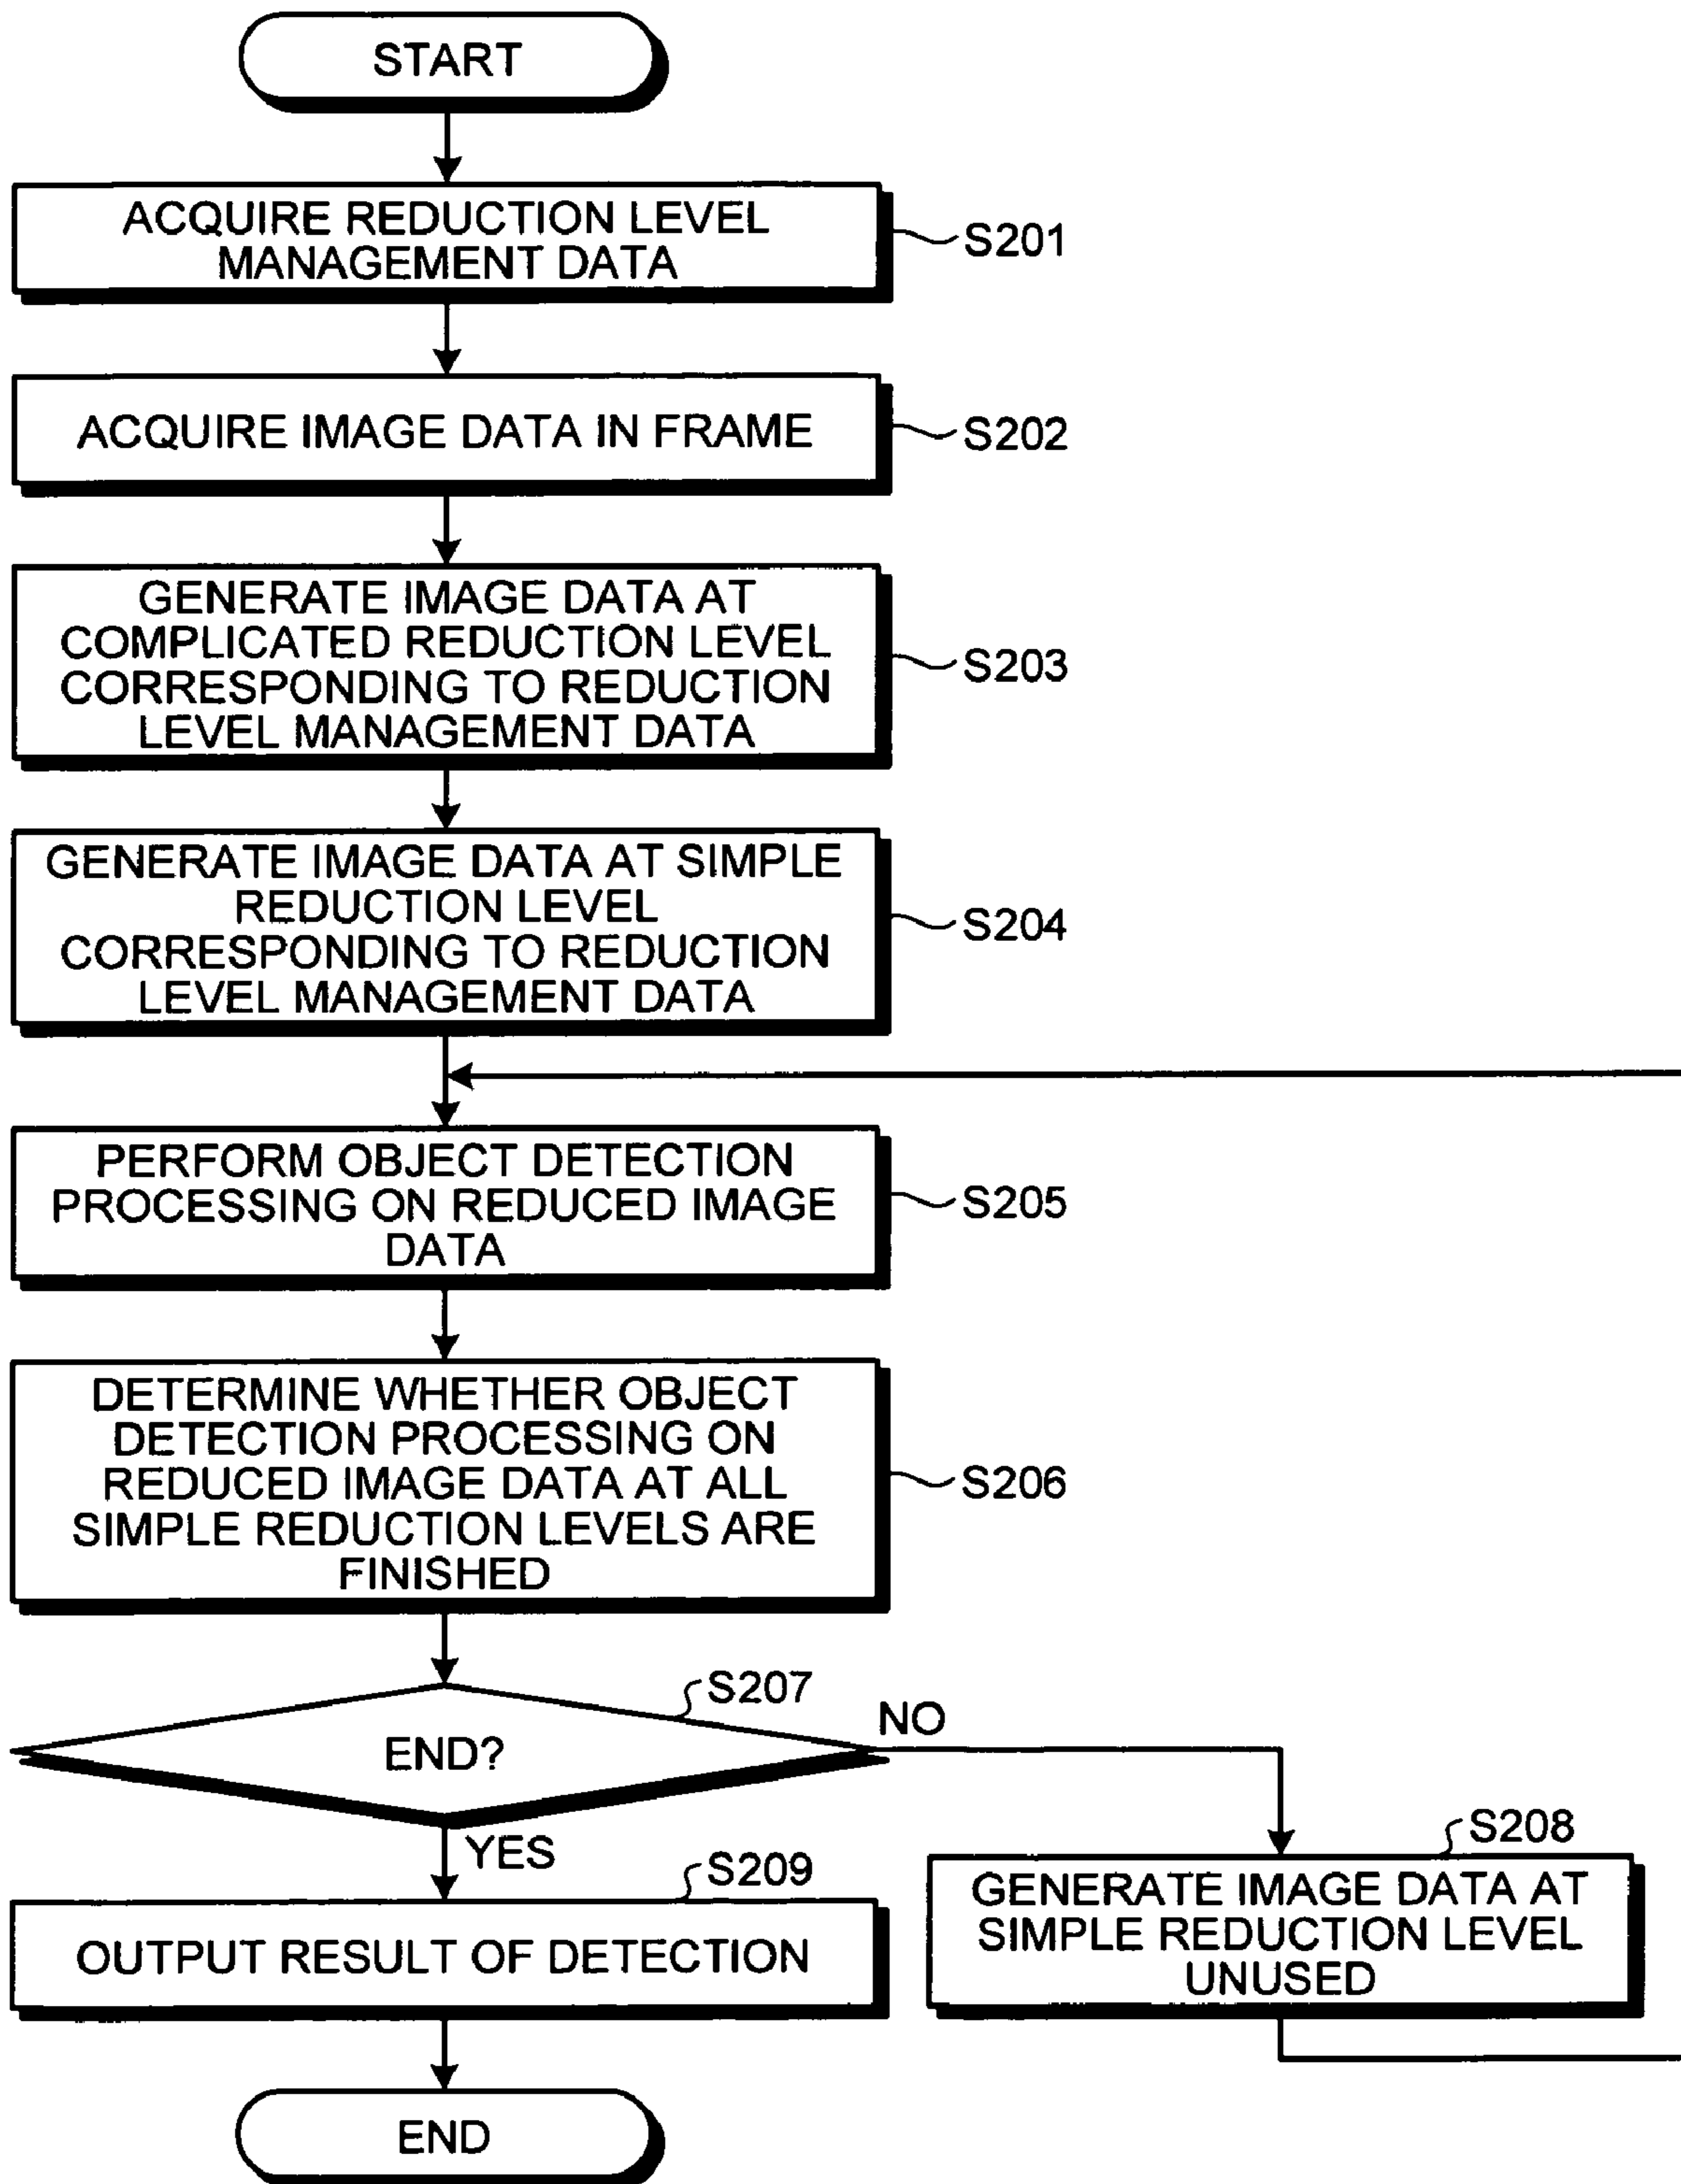 START
ACQUIRE REDUCTION LEVEL
MANAGEMENT DATA
S201
ACQUIRE IMAGE DATA IN FRAME
S202
GENERATE IMAGE DATA AT
COMPLICATED REDUCTION LEVEL
CORRESPONDING TO REDUCTION
LEVEL MANAGEMENT DATA
S203
GENERATE IMAGE DATA AT SIMPLE
REDUCTION LEVEL
CORRESPONDING TO REDUCTION
LEVEL MANAGEMENT DATA
S204
PERFORM OBJECT DETECTION
PROCESSING ON REDUCED IMAGE
DATA
S205
DETERMINE WHETHER OBJECT
DETECTION PROCESSING ON
REDUCED IMAGE DATA AT ALL
SIMPLE REDUCTION LEVELS ARE
FINISHED
S206
S207
END?
NO
YES
S208
GENERATE IMAGE DATA AT
SIMPLE REDUCTION LEVEL
UNUSED
S209
OUTPUT RESULT OF DETECTION
END